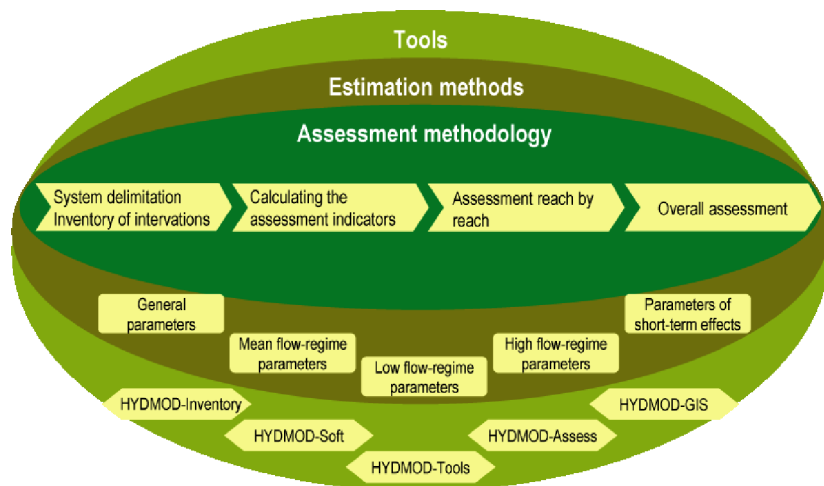 Tools
Estimation methods
Assessment methodology
System delimitation
Inventory of intervations
Calculating the
assessment indicators
Assessment reach by
reach
Overall assessment
General
parameters
Mean flow-regime
parameters
Low flow-regime
parameters
High flow-regime
parameters
Parameters of
short-term effects
HYDMOD-Inventory
HYDMOD-Soft
HYDMOD-Tools
HYDMOD-Assess
HYDMOD-GIS